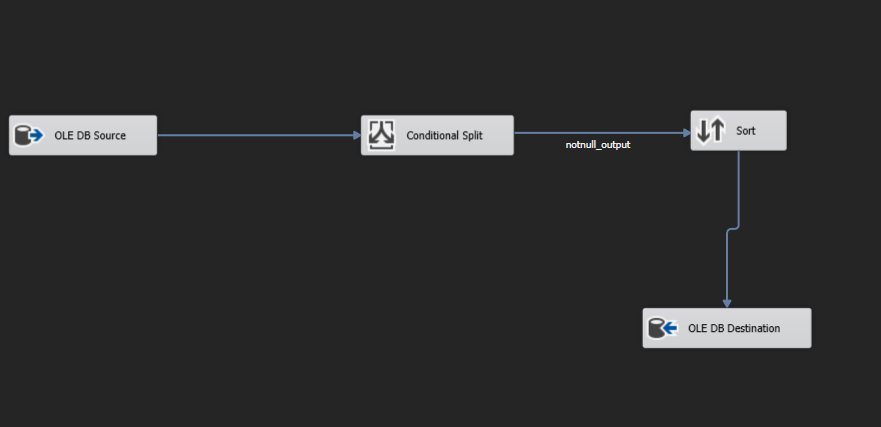 OLE DB Source
Conditional Split
notnull_output
Sort
OLE DB Destination